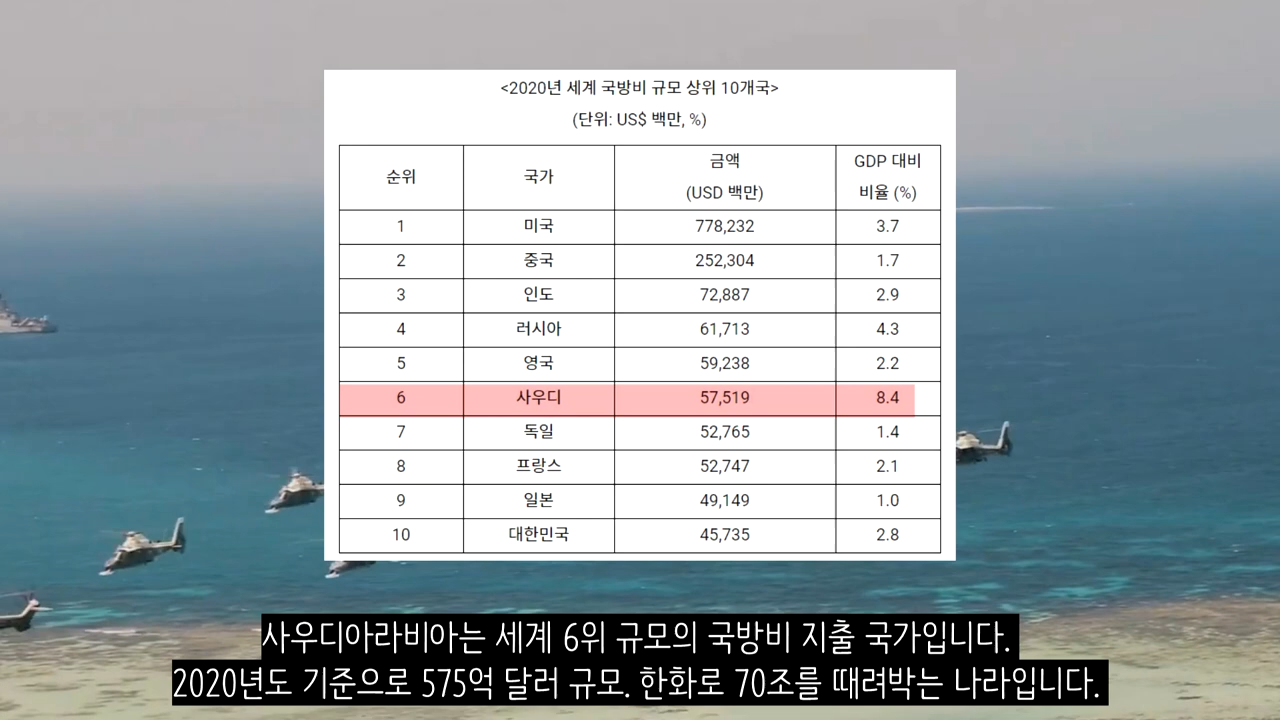 <2020년 세계 국방비 규모 상위 10개국>
(단위: US$ 백만, %)
순위 국가 금액 (USD 백만) GDP 대비 비율 (%)
1 미국 778,232 3.7
2 중국 252,304 1.7
3 인도 72,887 2.9
4 러시아 61,713 4.3
5 영국 59,238 2.2
6 사우디 57,519 8.4
7 독일 52,765 1.4
8 프랑스 52,747 2.1
9 일본 49,149 1.0
10 대한민국 45,735 2.8
사우디아라비아는 세계 6위 규모의 국방비 지출 국가입니다.
2020년도 기준으로 575억 달러 규모. 한화로 70조를 때려박는 나라입니다.